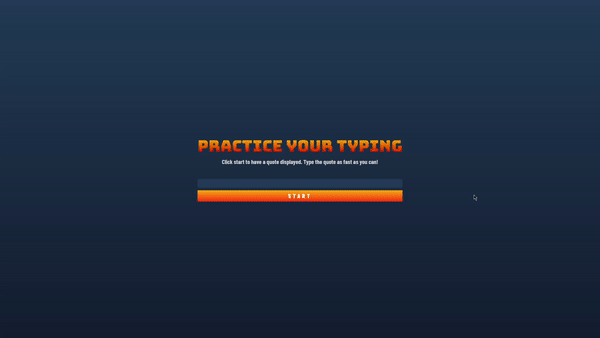 PRACTICE YOUR TYPING
Click start to have a quote displayed. Type the quote as fast as you can!
START